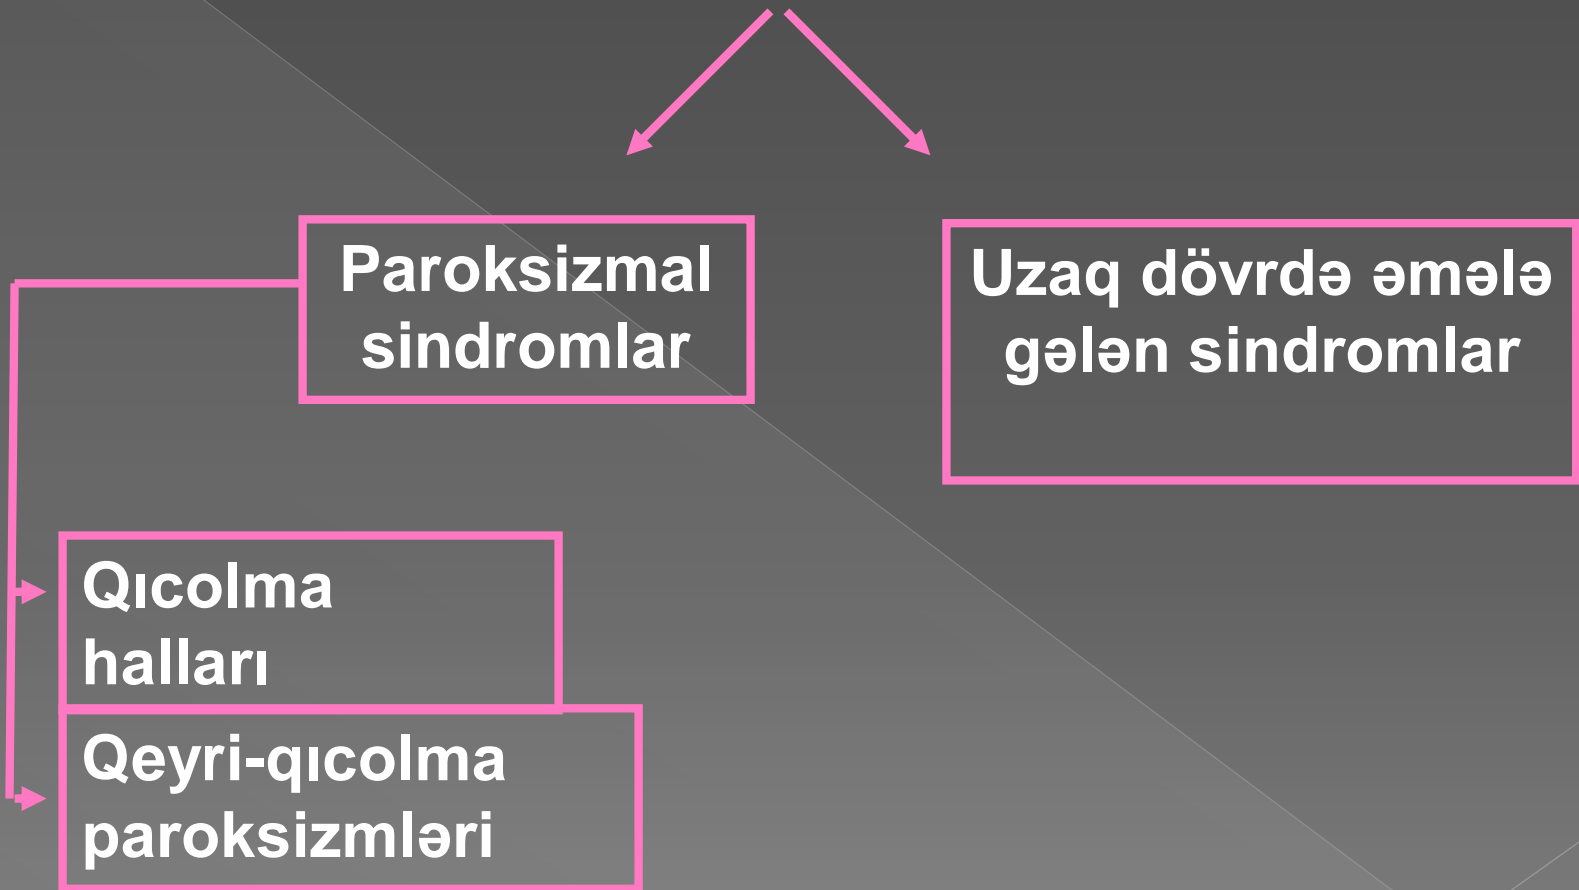 Paroksizmal
sindromlar
Uzaq dövrdə əmələ
gələn sindromlar
Qıcolma
halları
Qeyri-qıcolma
paroksizmləri